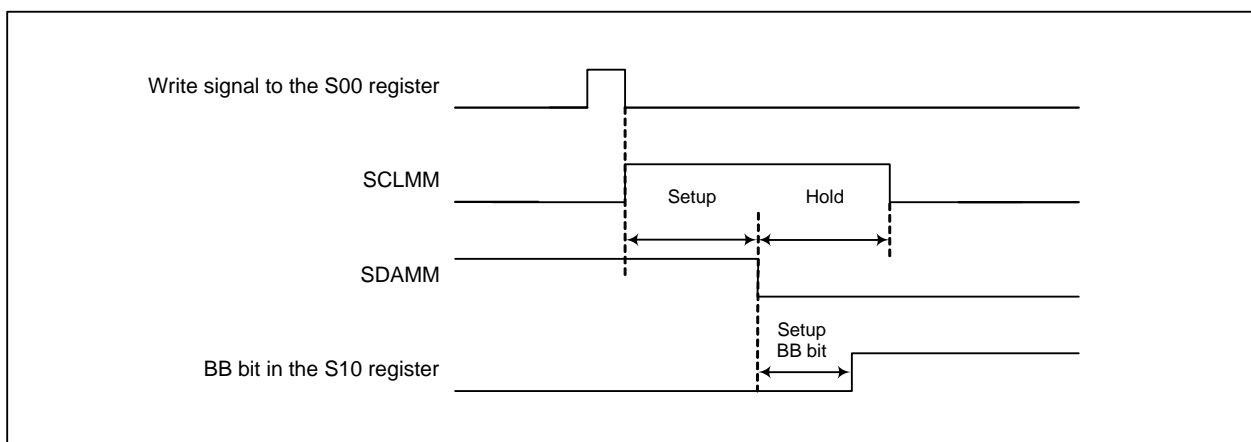 Write signal to the S00 register
SCLMM
Setup
Hold
SDAMM
Setup
BB bit
BB bit in the S10 register